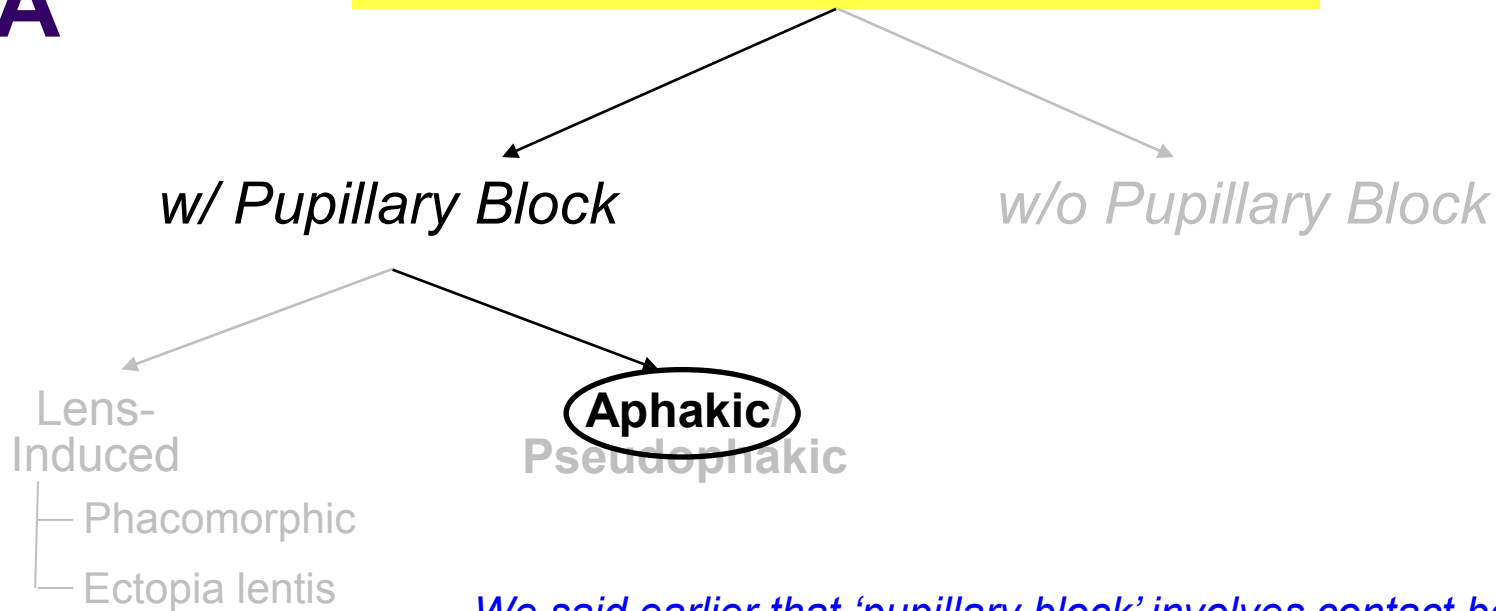 A
w/ Pupillary Block
w/o Pupillary Block
Lens-
Induced
Aphakic/
Pseudophakic
Phacomorphic
Ectopia lentis
We said earlier that ‘pupillary block’ involves contact